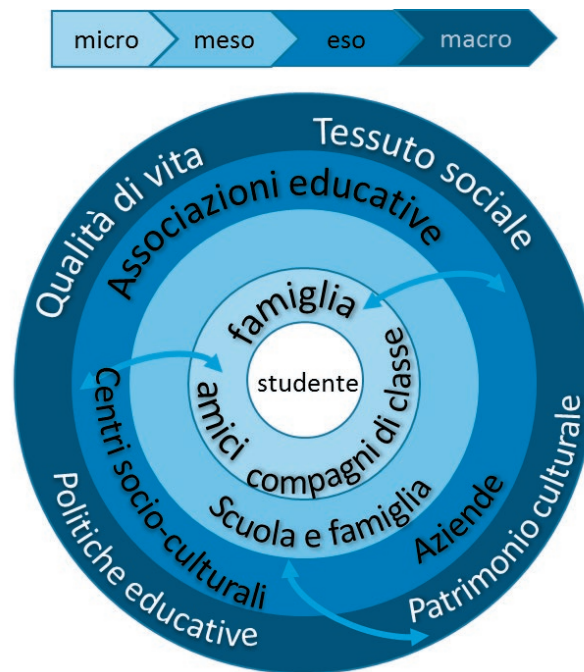 micro
meso
eso
macro
Qualità di vita
Tessuto sociale
Associazioni educative
famiglia
studente
amici
compagni di classe
Scuola e famiglia
Centri socio-culturali
Aziende
Politiche educative
Patrimonio culturale